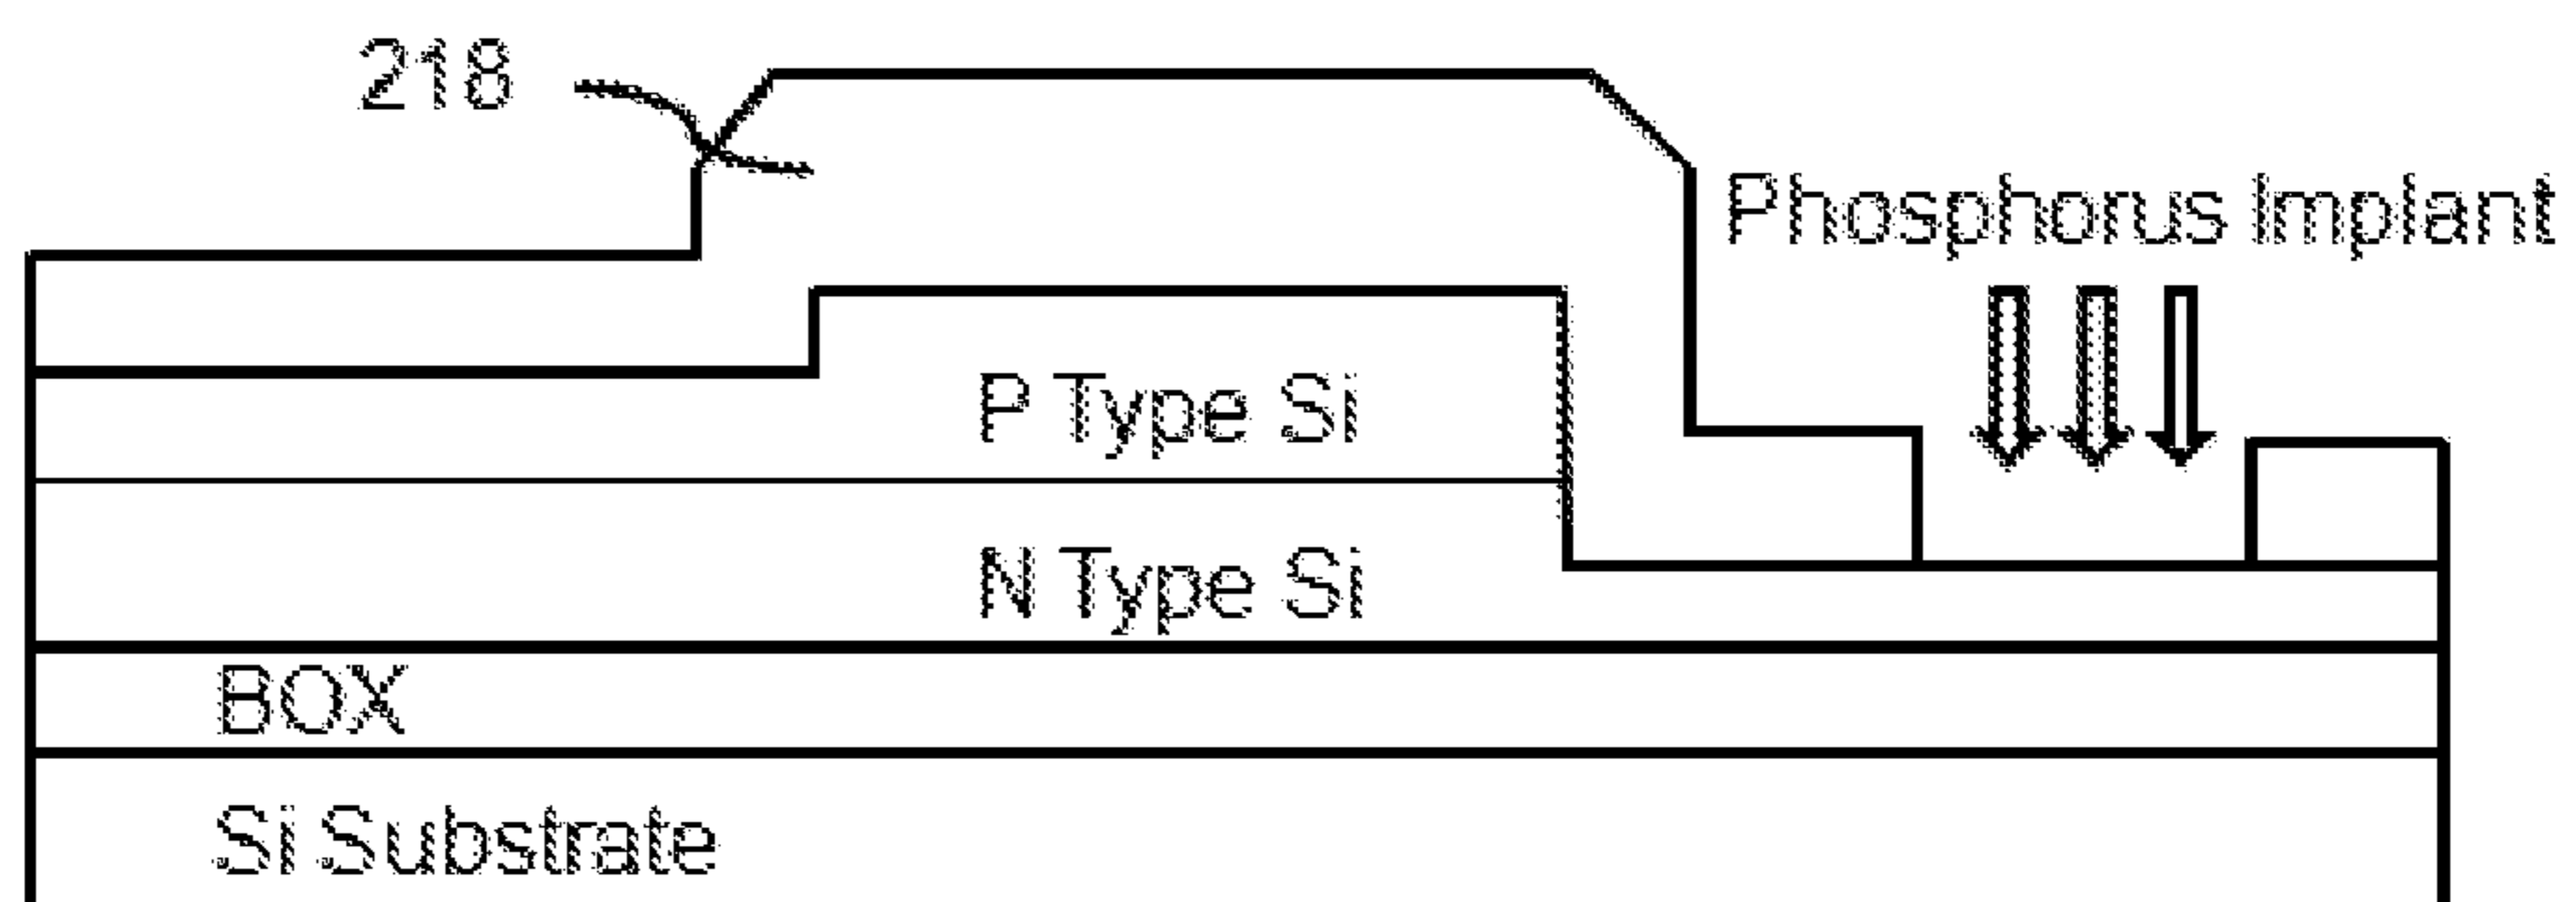 218
Phosphorus Implant
P Type Si
N Type Si
BOX
Si Substrate